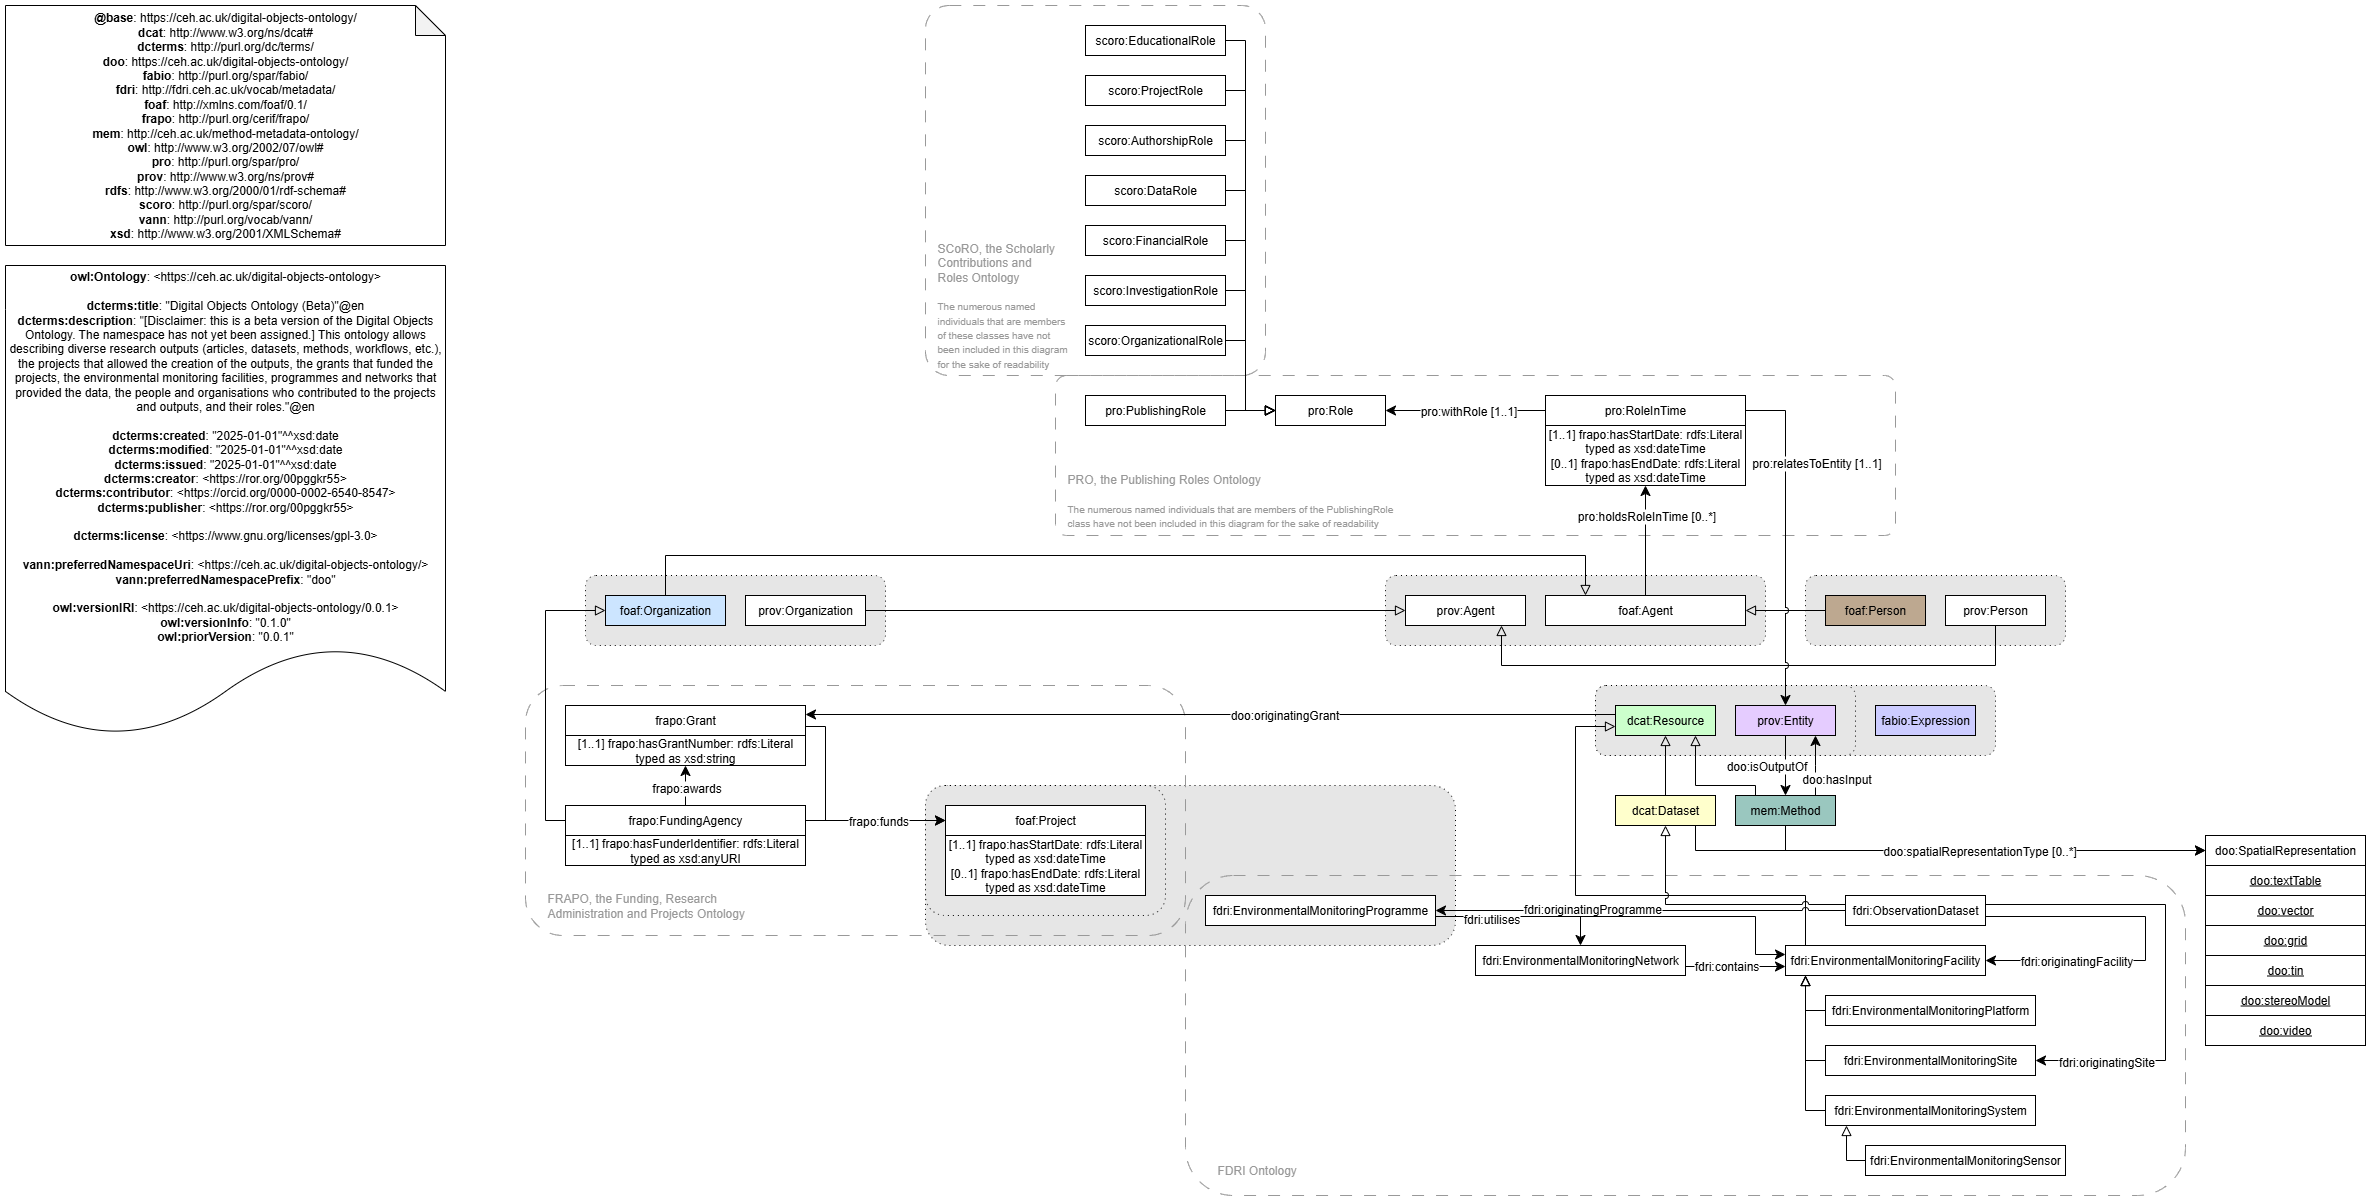 @base: https://ceh.ac.uk/digital-objects-ontology/
dcat: http://www.w3.org/ns/dcat#
dcterms: http://purl.org/dc/terms/
doo: https://ceh.ac.uk/digital-objects-ontology/
fabio: http://purl.org/spar/fabio/
fdri: http://fdri.ceh.ac.uk/vocab/metadata/
foaf: http://xmlns.com/foaf/0.1/
frapo: http://purl.org/cerif/frapo/
mem: http://ceh.ac.uk/method-metadata-ontology/
owl: http://www.w3.org/2002/07/owl#
pro: http://purl.org/spar/pro/
prov: http://www.w3.org/ns/prov#
rdfs: http://www.w3.org/2000/01/rdf-schema#
scoro: http://purl.org/spar/scoro/
vann: http://purl.org/vocab/vann/
xsd: http://www.w3.org/2001/XMLSchema#
owl:Ontology: <https://ceh.ac.uk/digital-objects-ontology>
dcterms:title: "Digital Objects Ontology (Beta)"@en
dcterms:description: "[Disclaimer: this is a beta version of the Digital Objects
Ontology. The namespace has not yet been assigned.] This ontology allows
describing diverse research outputs (articles, datasets, methods, workflows, etc.),
the projects that allowed the creation of the outputs, the grants that funded the
projects, the environmental monitoring facilities, programmes and networks that
provided the data, the people and organisations who contributed to the projects
and outputs, and their roles."@en
dcterms:created: "2025-01-01"^^xsd:date
dcterms:modified: "2025-01-01"^^xsd:date
dcterms:issued: "2025-01-01"^^xsd:date
dcterms:creator: <https://ror.org/00pggkr55>
dcterms:contributor: <https://orcid.org/0000-0002-6540-8547>
dcterms:publisher: <https://ror.org/00pggkr55>
dcterms:license: <https://www.gnu.org/licenses/gpl-3.0>
vann:preferredNamespaceUri: <https://ceh.ac.uk/digital-objects-ontology/>
vann:preferredNamespacePrefix: "doo"
owl:versionIRI: <https://ceh.ac.uk/digital-objects-ontology/0.0.1>
owl:versionInfo: "0.1.0"
owl:priorVersion: "0.0.1"
scoro:EducationalRole
scoro:ProjectRole
scoro:AuthorshipRole
scoro:DataRole
scoro:FinancialRole
scoro:InvestigationRole
scoro:OrganizationalRole
SCoRO, the Scholarly
Contributions and
Roles Ontology
The numerous named
individuals that are members
of these classes have not
been included in this diagram
for the sake of readability
pro:PublishingRole
pro:Role
pro:withRole [1..1]
pro:RoleInTime
[1..1] frapo:hasStartDate: rdfs:Literal
typed as xsd:dateTime
[0..1] frapo:hasEndDate: rdfs:Literal
typed as xsd:dateTime
pro:relatesToEntity [1..1]
PRO, the Publishing Roles Ontology
The numerous named individuals that are members of the PublishingRole
class have not been included in this diagram for the sake of readability
pro:holdsRoleInTime [0..*]
foaf:Organization
prov:Organization
prov:Agent
foaf:Agent
foaf:Person
prov:Person
frapo:Grant
[1..1] frapo:hasGrantNumber: rdfs:Literal
typed as xsd:string
frapo:awards
frapo:FundingAgency
[1..1] frapo:hasFunderIdentifier: rdfs:Literal
typed as xsd:anyURI
frapo:funds
FRAPO, the Funding, Research
Administration and Projects Ontology
foaf:Project
[1..1] frapo:hasStartDate: rdfs:Literal
typed as xsd:dateTime
[0..1] frapo:hasEndDate: rdfs:Literal
typed as xsd:dateTime
doo:originatingGrant
dcat:Resource
prov:Entity
fabio:Expression
doo:isOutputOf
doo:hasInput
dcat:Dataset
mem:Method
doo:spatialRepresentationType [0..*]
doo:SpatialRepresentation
doo:textTable
doo:vector
doo:grid
doo:tin
doo:stereoModel
doo:video
fdri:EnvironmentalMonitoringProgramme
fdri:originatingProgramme
fdri:utilises
fdri:ObservationDataset
fdri:EnvironmentalMonitoringNetwork
fdri:contains
fdri:EnvironmentalMonitoringFacility
fdri:originatingFacility
fdri:EnvironmentalMonitoringPlatform
fdri:EnvironmentalMonitoringSite
fdri:originatingSite
fdri:EnvironmentalMonitoringSystem
fdri:EnvironmentalMonitoringSensor
FDRI Ontology